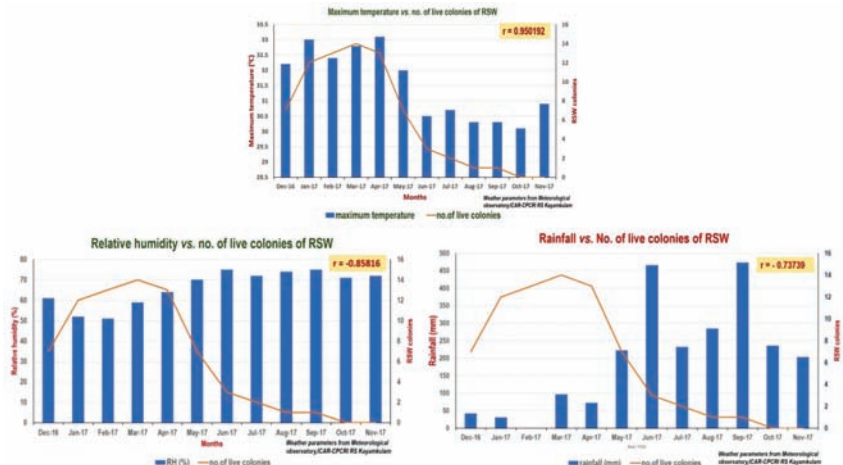 Maximum temperature vs. no. of live colonies of RSW
r = 0.950192
Maximum temperature (°C)
33.5
33
32.5
32
31.5
31
30.5
30
29.5
29
28.5
16
14
12
10
8
6
4
2
0
RSW colonies
Dec-16 Jan-17 Feb-17 Mar-17 Apr-17 May-17 Jun-17 Jul-17 Aug-17 Sep-17 Oct-17 Nov-17
Months
Weather parameters from Meteorological
observatory,ICAR-CPCRI RS Kayamkulam
maximum temperature no.of live colonies
Relative humidity vs. no. of live colonies of RSW
r = -0.85816
Relative humidity (%)
80
70
60
50
40
30
20
10
0
16
14
12
10
8
6
4
2
0
RSW colonies
Dec-16 Jan-17 Feb-17 Mar-17 Apr-17 May-17 Jun-17 Jul-17 Aug-17 Sep-17 Oct-17 Nov-17
Months
Weather parameters from Meteorological
observatory,ICAR-CPCRI RS Kayamkulam
RH (%) no.of live colonies
Rainfall vs. No. of live colonies of RSW
r = - 0.73739
Rainfall (mm)
500
450
400
350
300
250
200
150
100
50
0
16
14
12
10
8
6
4
2
0
RSW colonies
Dec-16 Jan-17 Feb-17 Mar-17 Apr-17 May-17 Jun-17 Jul-17 Aug-17 Sep-17 Oct-17 Nov-17
Weather parameters from Meteorological
observatory,ICAR-CPCRI RS Kayamkulam
rainfall (mm) no.of live colonies